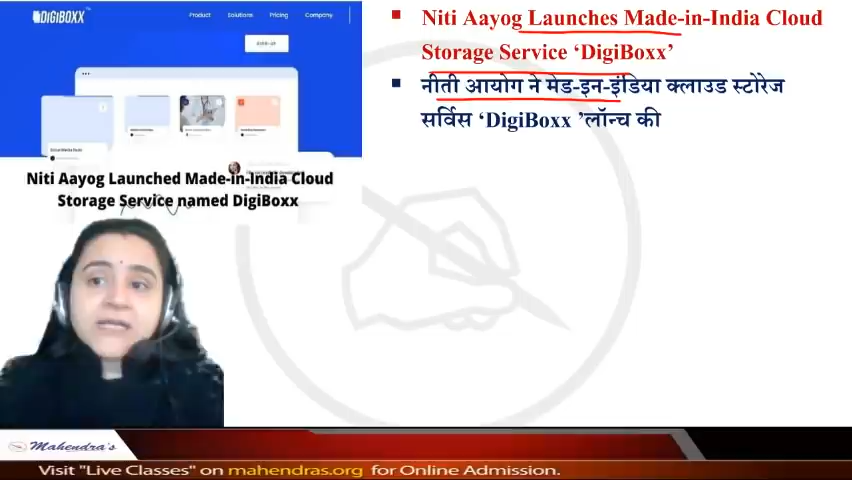 DIGIBOXX
Product Solutions Pricing Company
SIGN-UP
Niti Aayog Launched Made-in-India Cloud
Storage Service named DigiBoxx
▪ Niti Aayog Launches Made-in-India Cloud
Storage Service ‘DigiBoxx’
▪ नीती आयोग ने मेड-इन-इंडिया क्लाउड स्टोरेज
सर्विस ‘DigiBoxx ’लॉन्च की
Mahendra's
Visit "Live Classes" on mahendras.org for Online Admission.